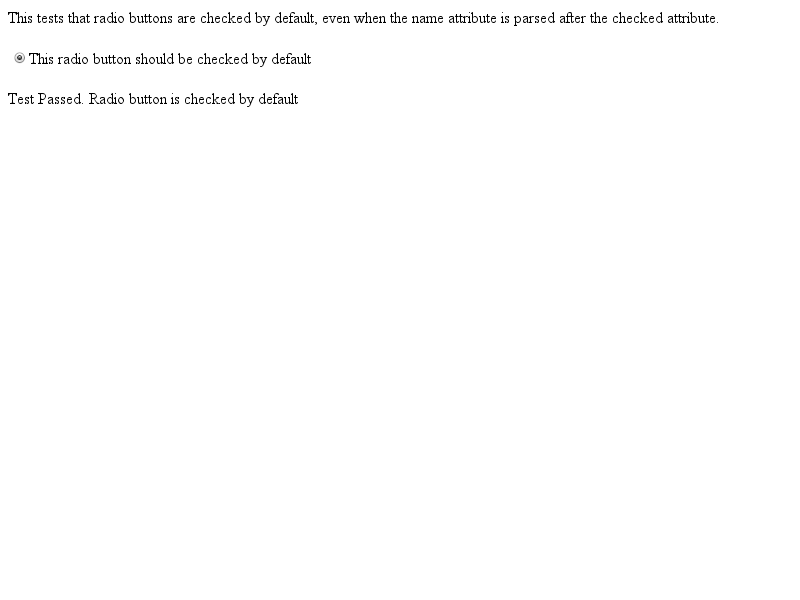 This tests that radio buttons are checked by default, even when the name attribute is parsed after the checked attribute.
This radio button should be checked by default
Test Passed. Radio button is checked by default